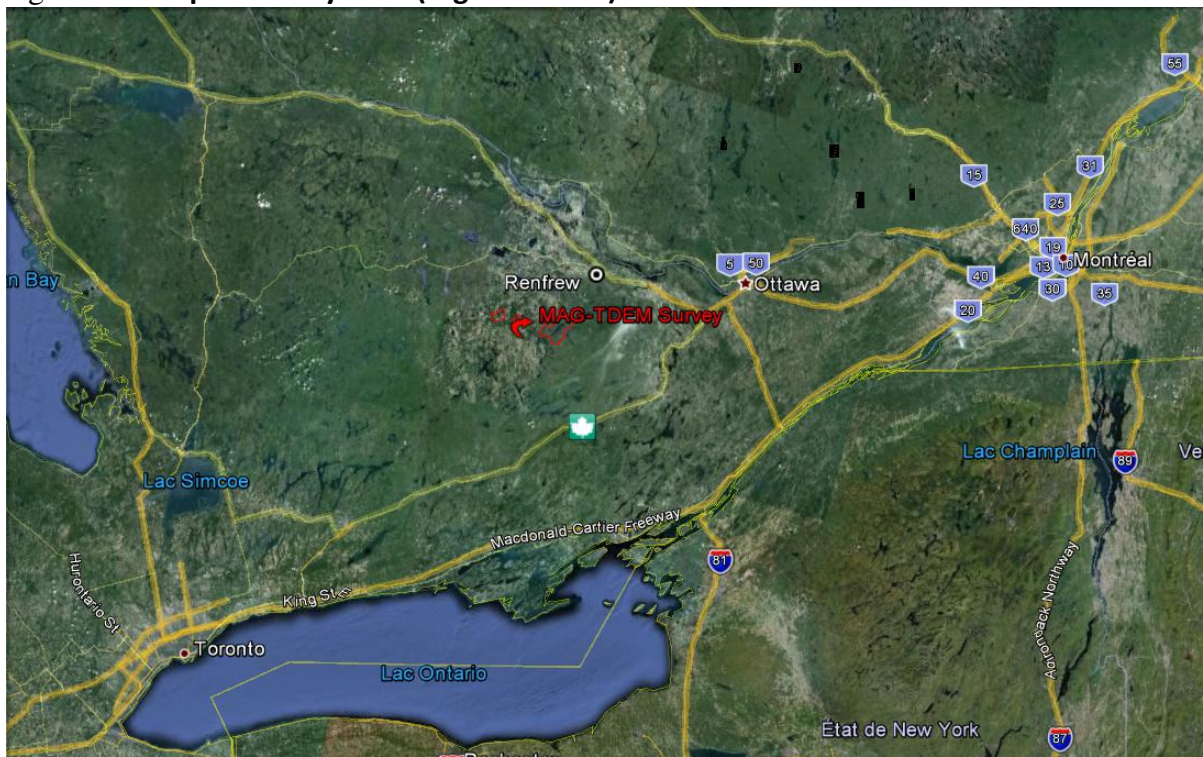 55
31
15
25
640
19
5
50
13
10
Montréal
Renfrew
Ottawa
40
30
35
20
MAG-TDEM Survey
Lac Champlain
89
Lac Simcoe
Macdonald-Cartier Freeway
81
Hurontario St
King St
Adirondack Northway
Toronto
Lac Ontario
État de New York
87